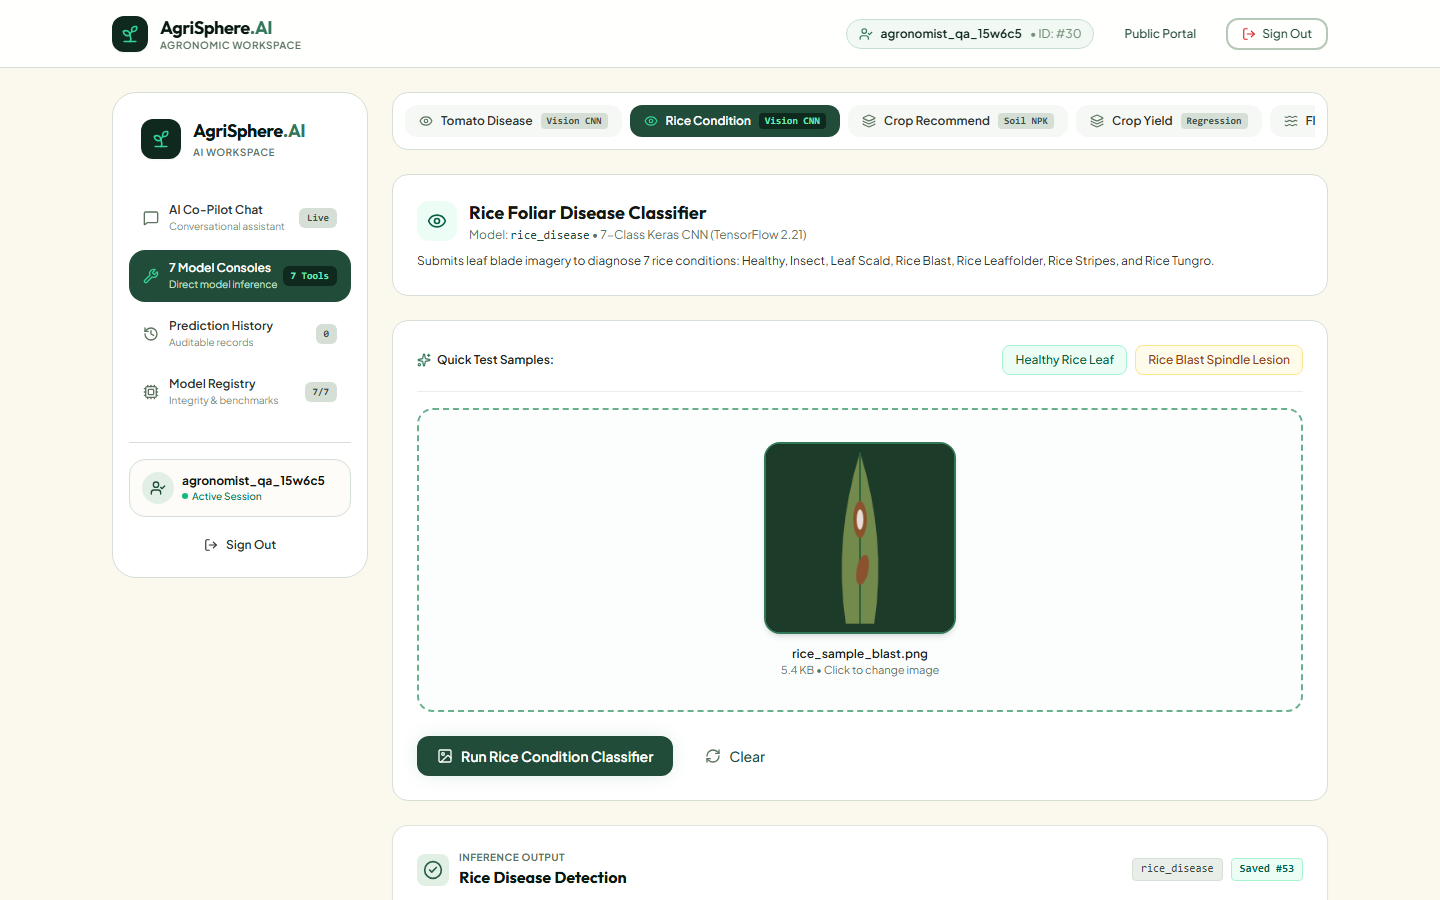 AgriSphere.AI
AGRONOMIC WORKSPACE
agronomist_qa_15w6c5 • ID: #30
Public Portal
Sign Out
AgriSphere.AI
AI WORKSPACE
AI Co-Pilot Chat
Conversational assistant
Live
7 Model Consoles
Direct model inference
7 Tools
Prediction History
Auditable records
0
Model Registry
Integrity & benchmarks
7/7
agronomist_qa_15w6c5
Active Session
Sign Out
Tomato Disease Vision CNN
Rice Condition Vision CNN
Crop Recommend Soil NPK
Crop Yield Regression
Fl
Rice Foliar Disease Classifier
Model: rice_disease • 7-Class Keras CNN (TensorFlow 2.21)
Submits leaf blade imagery to diagnose 7 rice conditions: Healthy, Insect, Leaf Scald, Rice Blast, Rice Leaffolder, Rice Stripes, and Rice Tungro.
Quick Test Samples:
Healthy Rice Leaf
Rice Blast Spindle Lesion
rice_sample_blast.png
5.4 KB • Click to change image
Run Rice Condition Classifier
Clear
INFERENCE OUTPUT
Rice Disease Detection
rice_disease
Saved #53